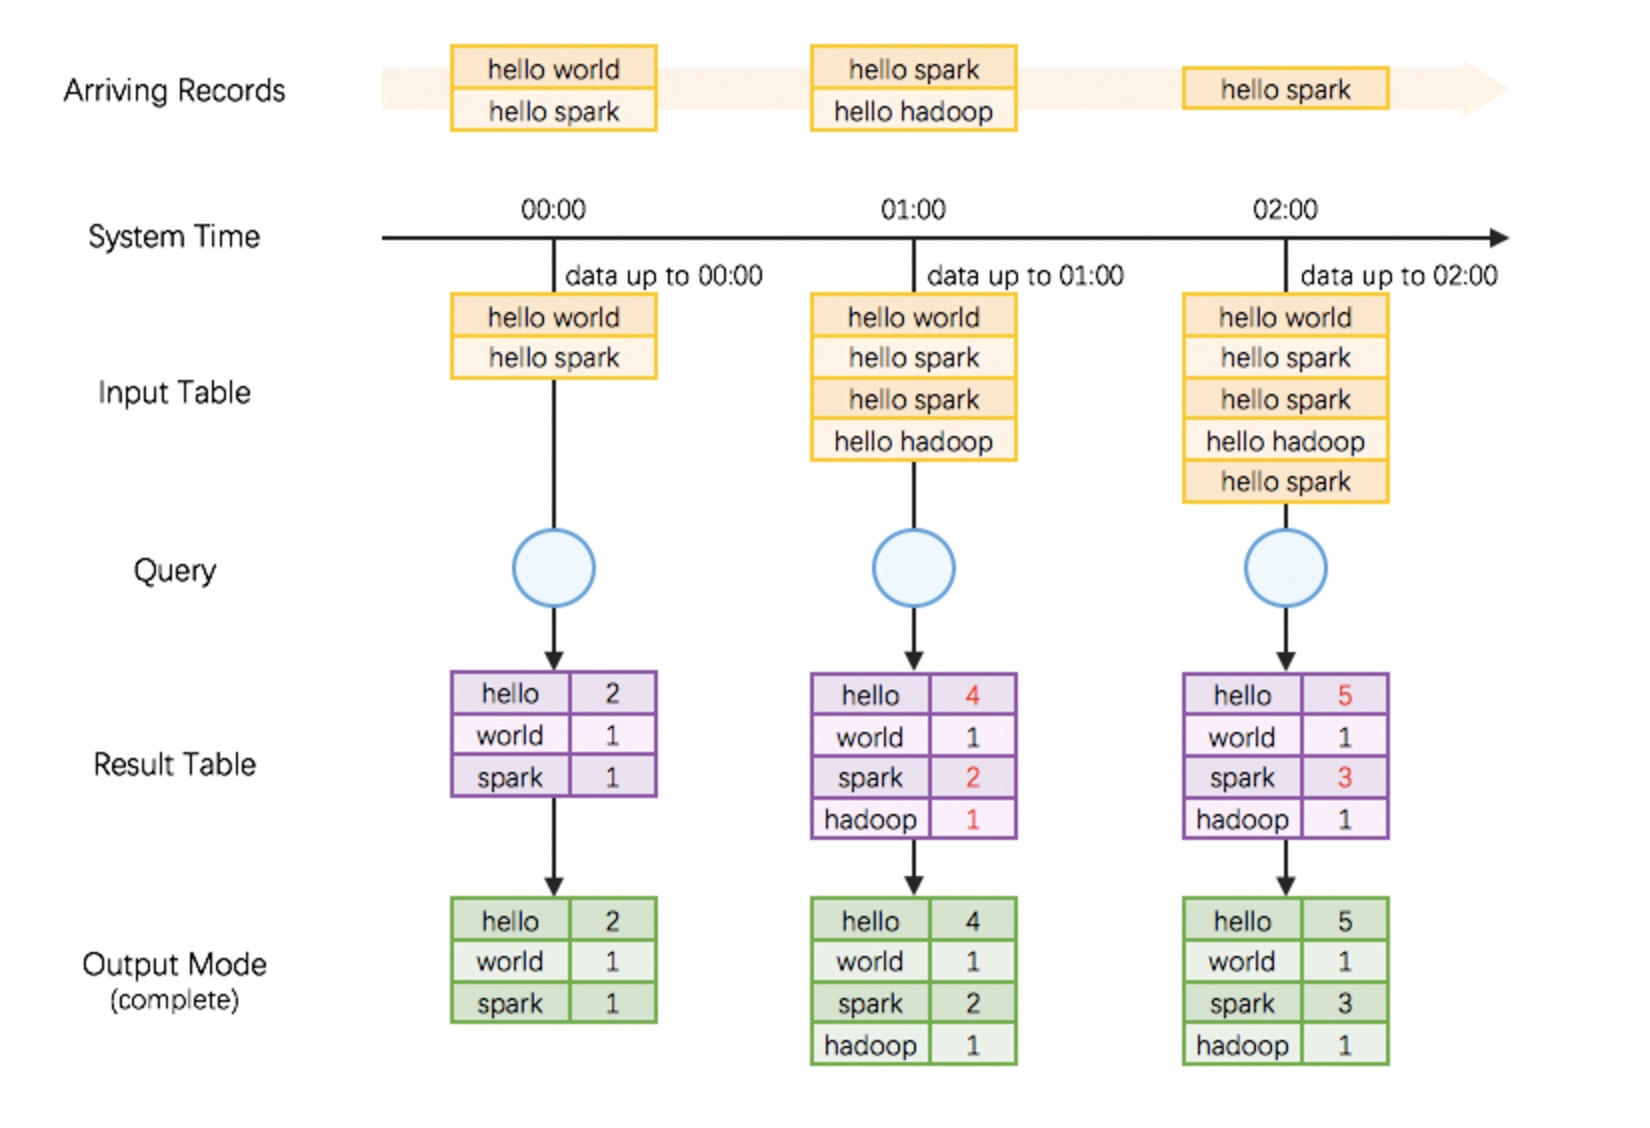 Arriving Records
hello world
hello spark
hello spark
hello hadoop
hello spark
System Time
00:00
01:00
02:00
data up to 00:00
data up to 01:00
data up to 02:00
Input Table
hello world
hello spark
hello world
hello spark
hello spark
hello hadoop
hello world
hello spark
hello spark
hello hadoop
hello spark
Query
Result Table
hello 2
world 1
spark 1
hello 4
world 1
spark 2
hadoop 1
hello 5
world 1
spark 3
hadoop 1
Output Mode
(complete)
hello 2
world 1
spark 1
hello 4
world 1
spark 2
hadoop 1
hello 5
world 1
spark 3
hadoop 1